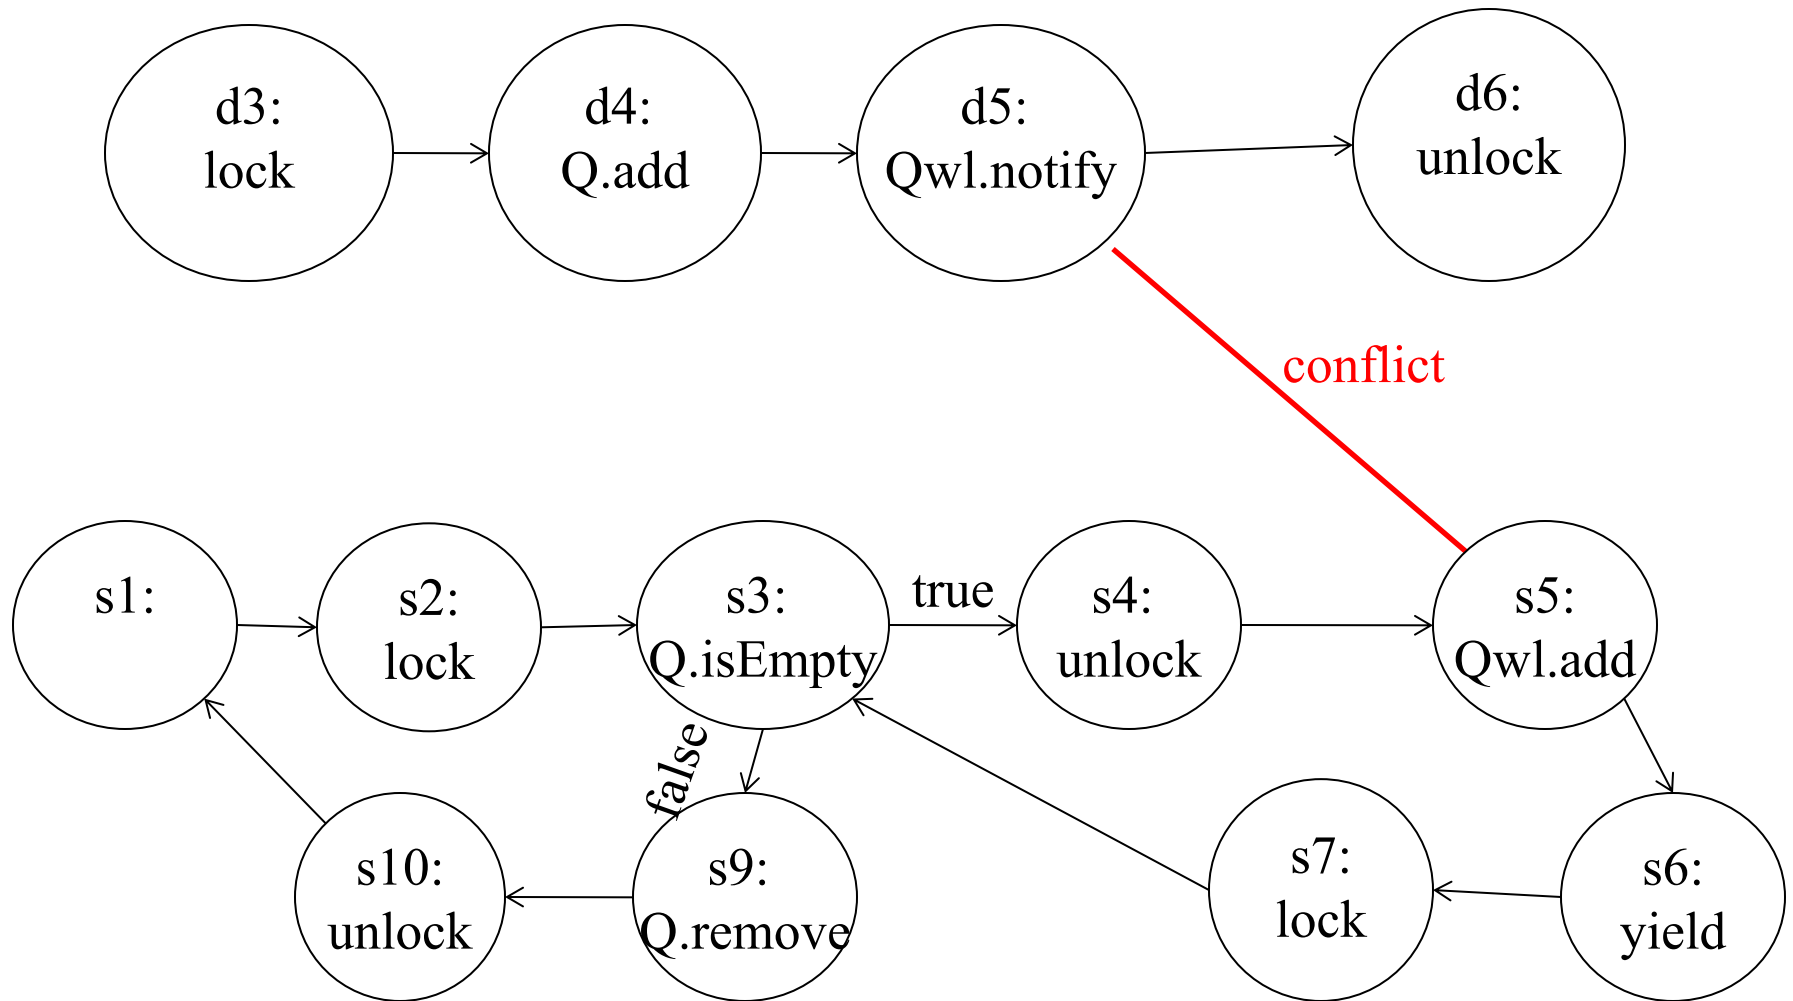 d3:
lock
d4:
Q.add
d5:
Qwl.notify
d6:
unlock
conflict
s1:
s2:
lock
s3:
Q.isEmpty
true
s4:
unlock
s5:
Qwl.add
false
s10:
unlock
s9:
Q.remove
s7:
lock
s6:
yield